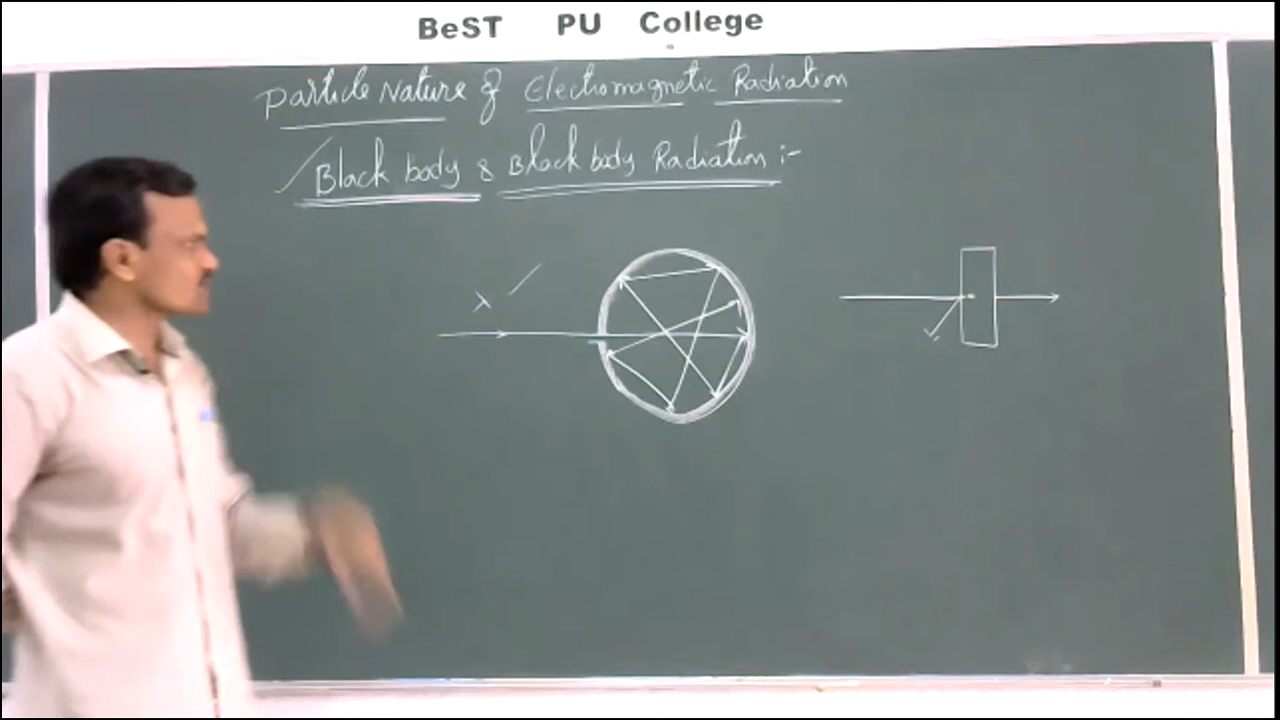 BeST PU College
Particle Nature of Electromagnetic Radiation
Black body & Black body Radiation :-
λ